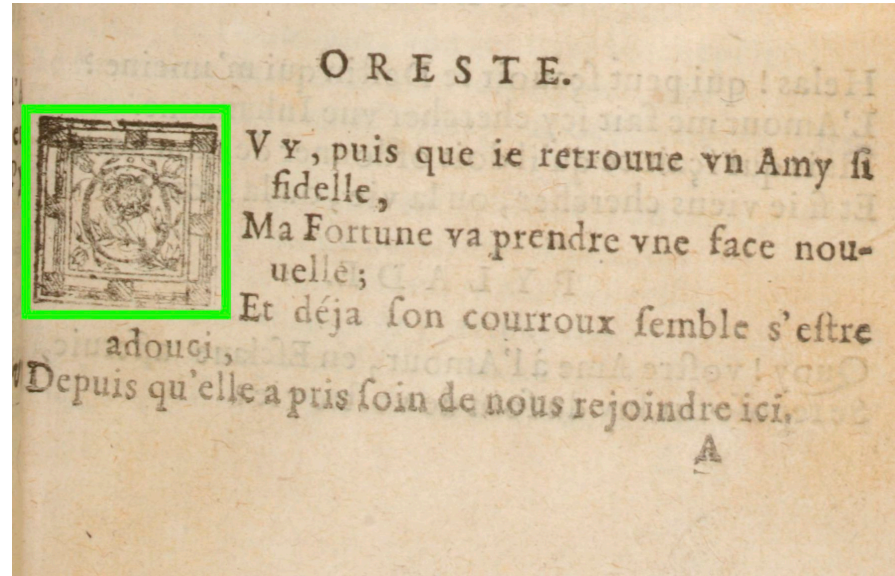 ORESTE.
OVY, puis que ie retrouue vn Amy ſi
fidelle,
Ma Fortune va prendre vne face nou-
uelle;
Et déja ſon courroux ſemble s'eſtre
adouci,
Depuis qu'elle a pris ſoin de nous rejoindre ici.
A